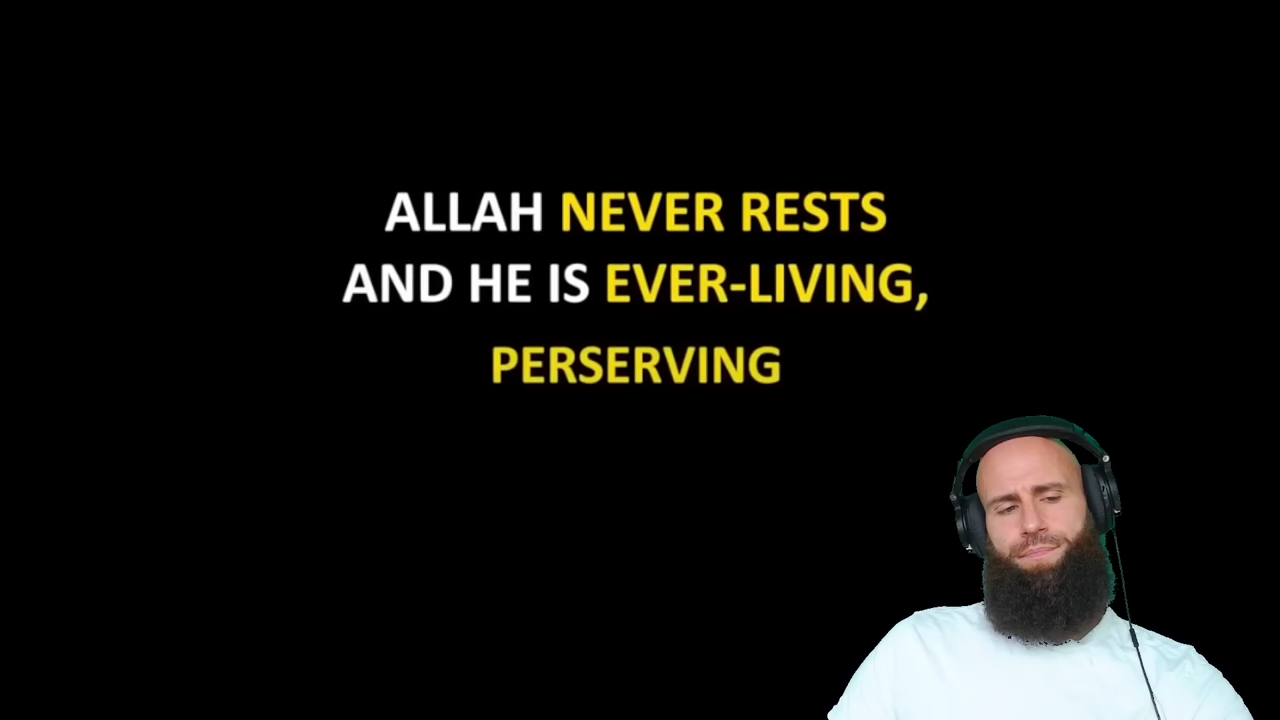 ALLAH NEVER RESTS
AND HE IS EVER-LIVING,
PERSERVING